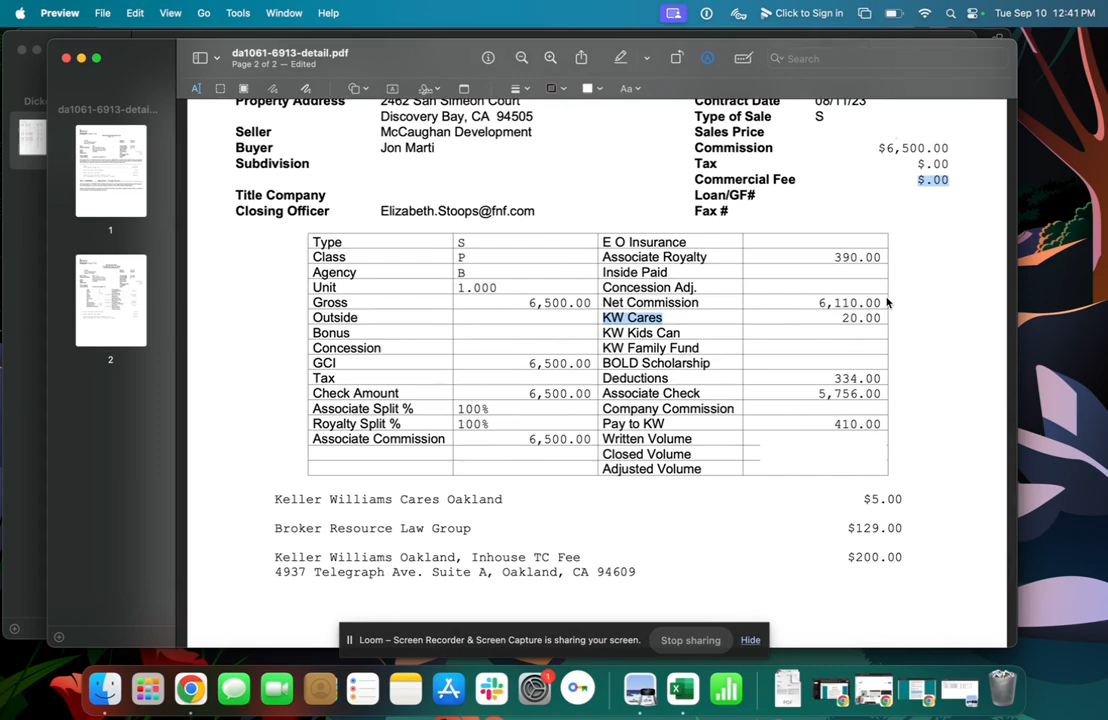 Preview File Edit View Go Tools Window Help Click to Sign in Tue Sep 10 12:41 PM
da1061-6913-detail.pdf
Page 2 of 2 — Edited
Search
Aa
Dick
da1061-6913-detai...
1
2
Property Address 2462 San Simeon Court
Discovery Bay, CA 94505
Seller McCaughan Development
Buyer Jon Marti
Subdivision
Title Company
Closing Officer Elizabeth.Stoops@fnf.com
Contract Date 08/11/23
Type of Sale S
Sales Price
Commission $6,500.00
Tax $.00
Commercial Fee $.00
Loan/GF#
Fax #
Type S E O Insurance
Class P Associate Royalty 390.00
Agency B Inside Paid
Unit 1.000 Concession Adj.
Gross 6,500.00 Net Commission 6,110.00
Outside KW Cares 20.00
Bonus KW Kids Can
Concession KW Family Fund
GCI 6,500.00 BOLD Scholarship
Tax Deductions 334.00
Check Amount 6,500.00 Associate Check 5,756.00
Associate Split % 100% Company Commission
Royalty Split % 100% Pay to KW 410.00
Associate Commission 6,500.00 Written Volume
Closed Volume
Adjusted Volume
Keller Williams Cares Oakland $5.00
Broker Resource Law Group $129.00
Keller Williams Oakland, Inhouse TC Fee $200.00
4937 Telegraph Ave. Suite A, Oakland, CA 94609
Loom – Screen Recorder & Screen Capture is sharing your screen. Stop sharing Hide
1
PDF